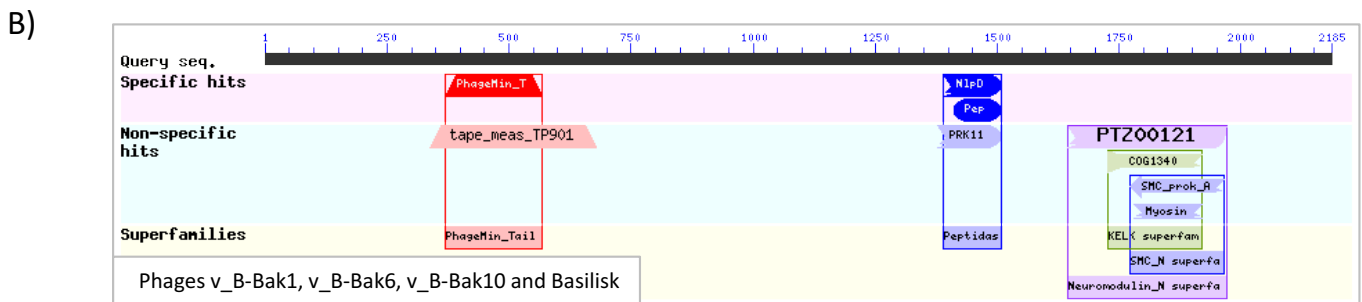 B)
1 250 500 750 1000 1250 1500 1750 2000 2185
Query seq.
Specific hits
PhageMin_T
NlpD
Pep
Non-specific
hits
tape_meas_TP901
PRK11
PTZ00121
COG1340
SMC_prok_A
Myosin
Superfamilies
PhageMin_Tail
Peptidas
KELK superfam
SMC_N superfa
Neuromodulin_N superfa
Phages v_B-Bak1, v_B-Bak6, v_B-Bak10 and Basilisk